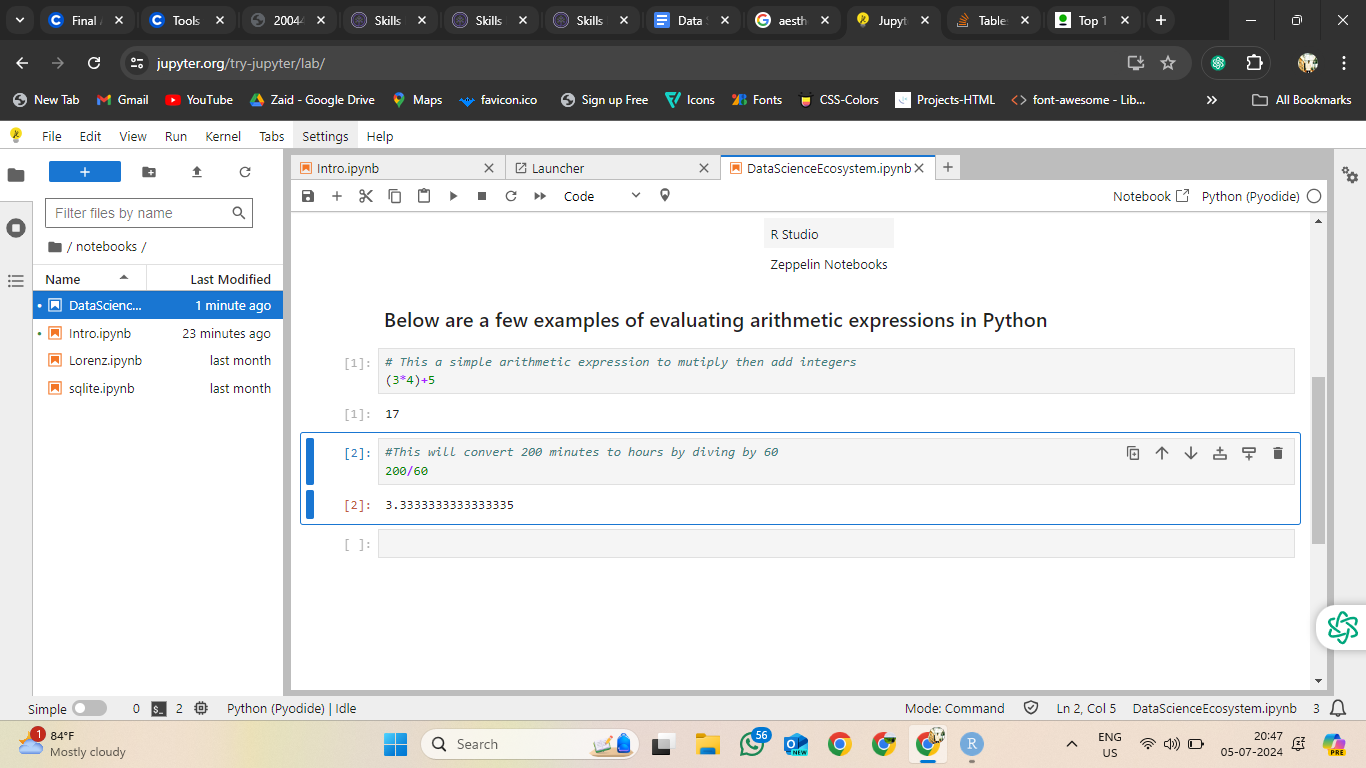 Final
Tools
2004
Skills
Skills
Skills
Data
aesth
Jupyt
Table
Top 1
jupyter.org/try-jupyter/lab/
New Tab
Gmail
YouTube
Zaid - Google Drive
Maps
favicon.ico
Sign up Free
Icons
Fonts
CSS-Colors
Projects-HTML
font-awesome - Lib...
All Bookmarks
File Edit View Run Kernel Tabs Settings Help
Intro.ipynb
Launcher
DataScienceEcosystem.ipynb
Filter files by name
/ notebooks /
Name Last Modified
DataScienc... 1 minute ago
Intro.ipynb 23 minutes ago
Lorenz.ipynb last month
sqlite.ipynb last month
Code
Notebook
Python (Pyodide)
R Studio
Zeppelin Notebooks
Below are a few examples of evaluating arithmetic expressions in Python
[1]: # This a simple arithmetic expression to mutiply then add integers
(3*4)+5
[1]: 17
[2]: #This will convert 200 minutes to hours by diving by 60
200/60
[2]: 3.3333333333333335
[ ]:
Simple 0 $_ 2 Python (Pyodide) | Idle
Mode: Command Ln 2, Col 5 DataScienceEcosystem.ipynb 3
1
84°F
Mostly cloudy
Search
56
NEW
R
ENG
US
20:47
05-07-2024
PRE